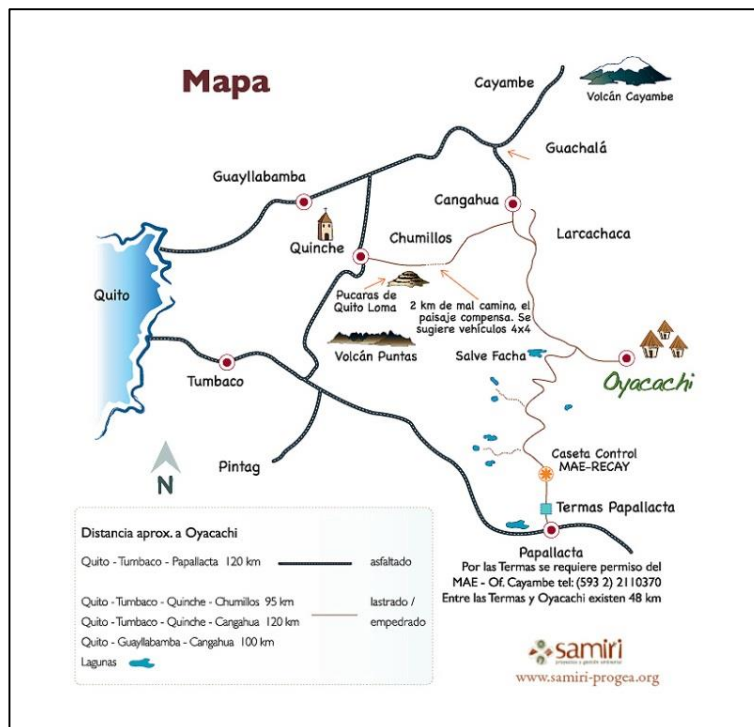 Mapa
Cayambe
Volcán Cayambe
Guachalá
Guayllabamba
Cangahua
Quinche
Chumillos
Larcachaca
Quito
Pucaras de
Quito Loma
2 km de mal camino, el
paisaje compensa. Se
sugiere vehículos 4x4
Volcán Puntas
Salve Facha
Oyacachi
Tumbaco
Pintag
N
Caseta Control
MAE-RECAY
Termas Papallacta
Papallacta
Por las Termas se requiere permiso del
MAE - Of. Cayambe tel: (593 2) 2110370
Entre las Termas y Oyacachi existen 48 km
Distancia aprox. a Oyacachi
Quito - Tumbaco - Papallacta 120 km asfaltado
Quito - Tumbaco - Quinche - Chumillos 95 km lastrado /
Quito - Tumbaco - Quinche - Cangahua 120 km empedrado
Quito - Guayllabamba - Cangahua 100 km
Lagunas
samiri
www.samiri-progea.org